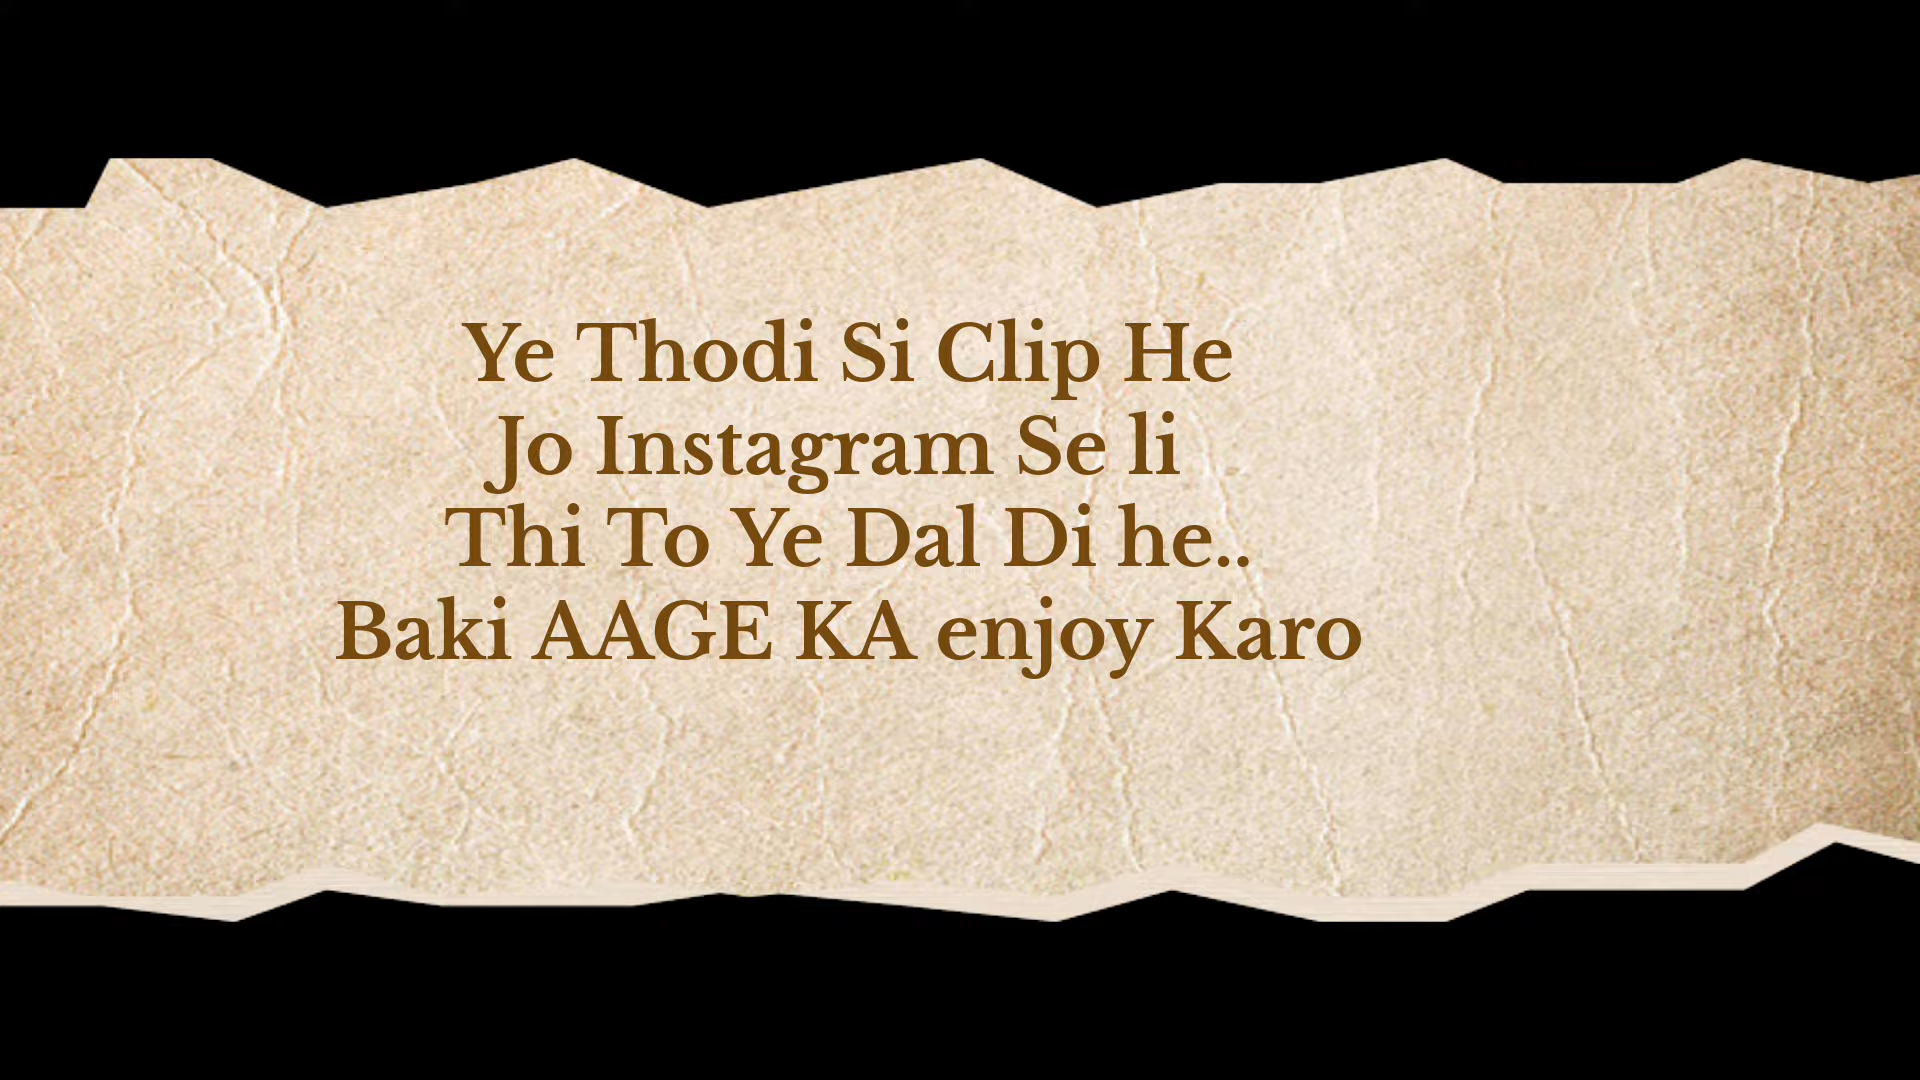 Ye Thodi Si Clip He
Jo Instagram Se li
Thi To Ye Dal Di he..
Baki AAGE KA enjoy Karo